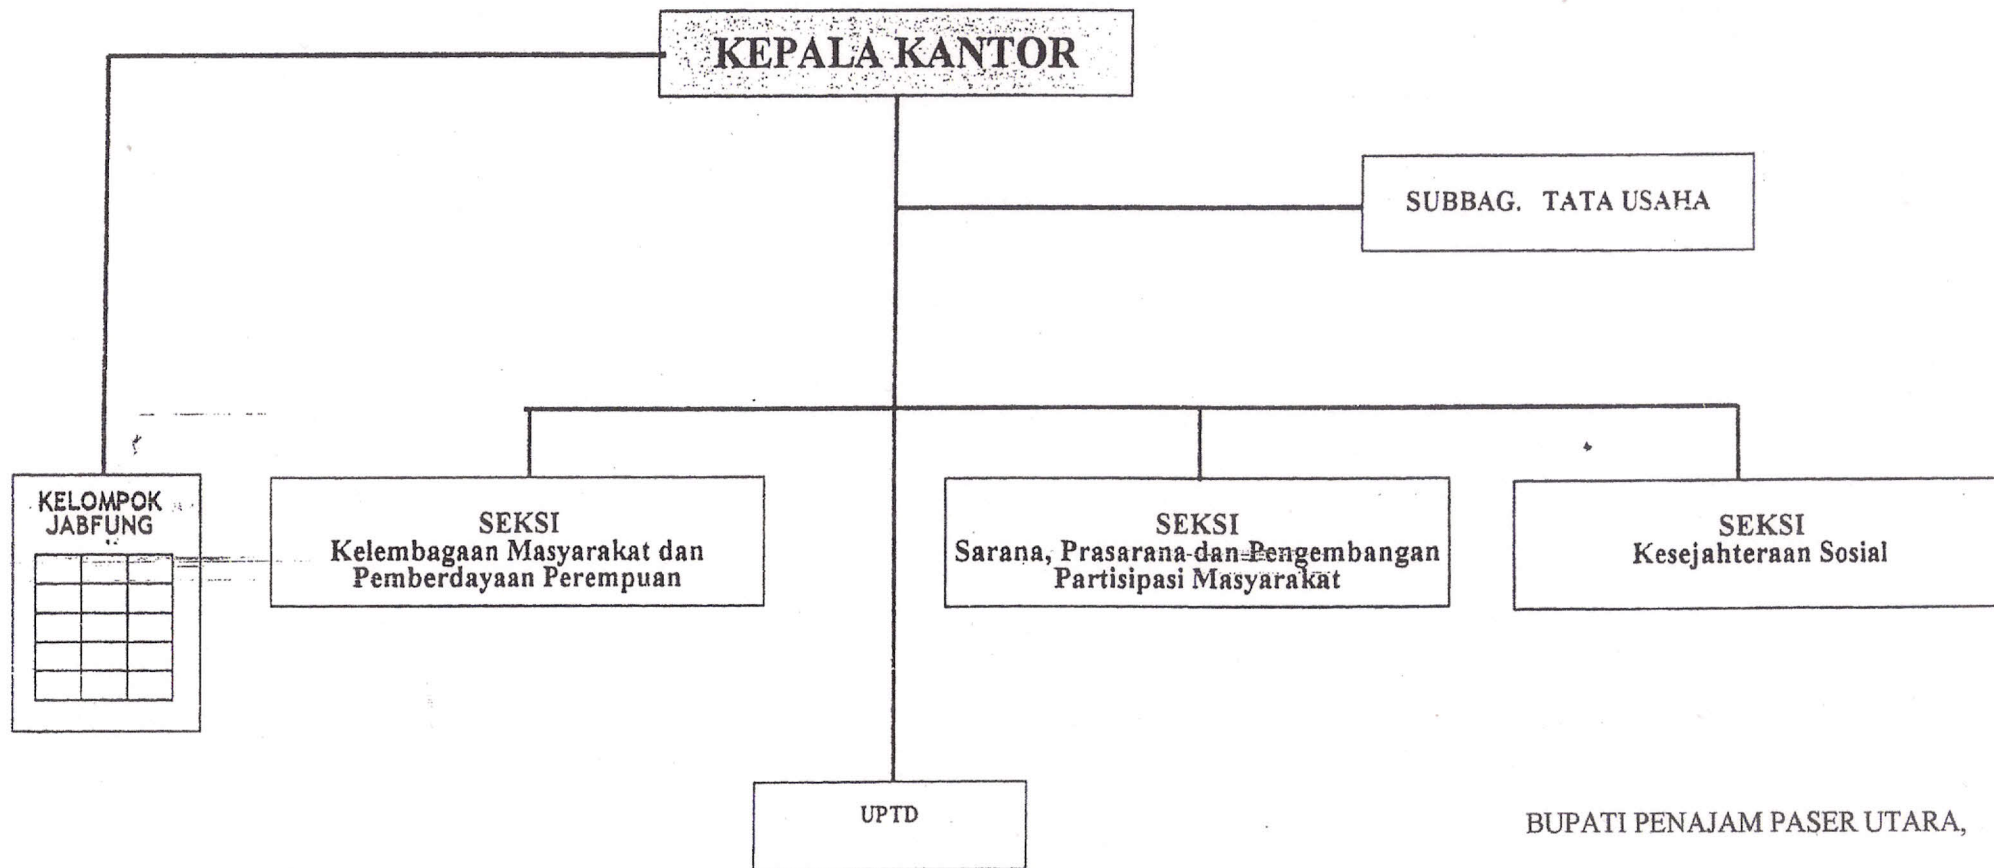 KEPALA KANTOR
SUBBAG. TATA USAHA
KELOMPOK
JABFUNG
SEKSI
Kelembagaan Masyarakat dan
Pemberdayaan Perempuan
SEKSI
Sarana, Prasarana dan Pengembangan
Partisipasi Masyarakat
SEKSI
Kesejahteraan Sosial
UPTD
BUPATI PENAJAM PASER UTARA,